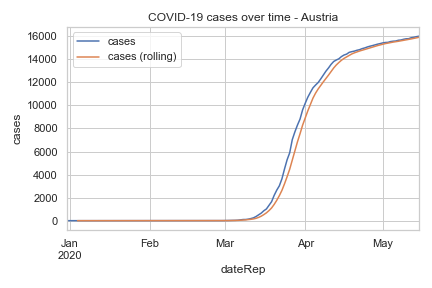 COVID-19 cases over time - Austria
cases
cases (rolling)
16000
14000
12000
10000
8000
6000
4000
2000
0
cases
Jan
2020
Feb
Mar
Apr
May
dateRep